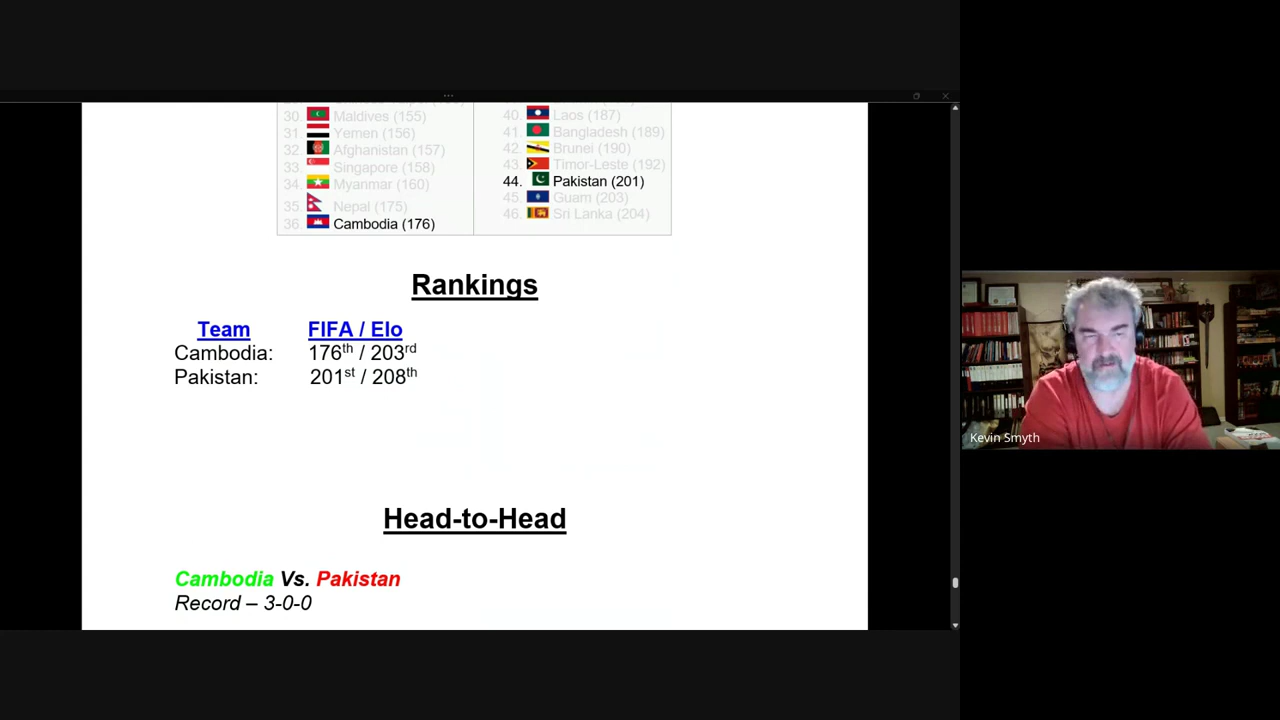 30. Maldives (155)
31. Yemen (156)
32. Afghanistan (157)
33. Singapore (158)
34. Myanmar (160)
35. Nepal (175)
36. Cambodia (176)
40. Laos (187)
41. Bangladesh (189)
42. Brunei (190)
43. Timor-Leste (192)
44. Pakistan (201)
45. Guam (203)
46. Sri Lanka (204)
Rankings
Team FIFA / Elo
Cambodia: 176th / 203rd
Pakistan: 201st / 208th
Head-to-Head
Cambodia Vs. Pakistan
Record – 3-0-0
Kevin Smyth